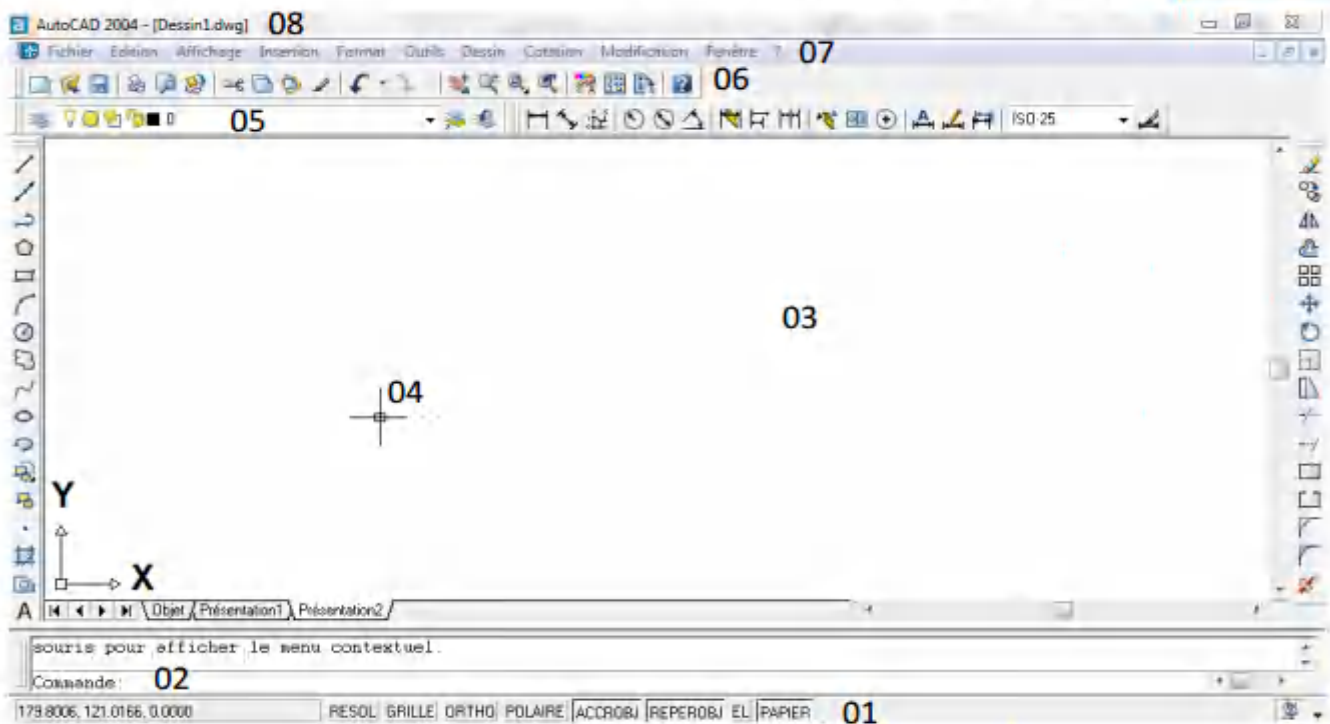 AutoCAD 2004 - [Dessin1.dwg] 08
Fichier Edition Affichage Insertion Format Outils Dessin Cotation Modification Fenêtre ? 07
06
0 05 ISO-25
03
04
Y
X
A Objet Présentation1 Présentation2
souris pour afficher le menu contextuel.
Commande: 02
179.8006, 121.0166, 0.0000 RESOL GRILLE ORTHO POLAIRE ACCROBJ REPEROBJ EL PAPIER 01